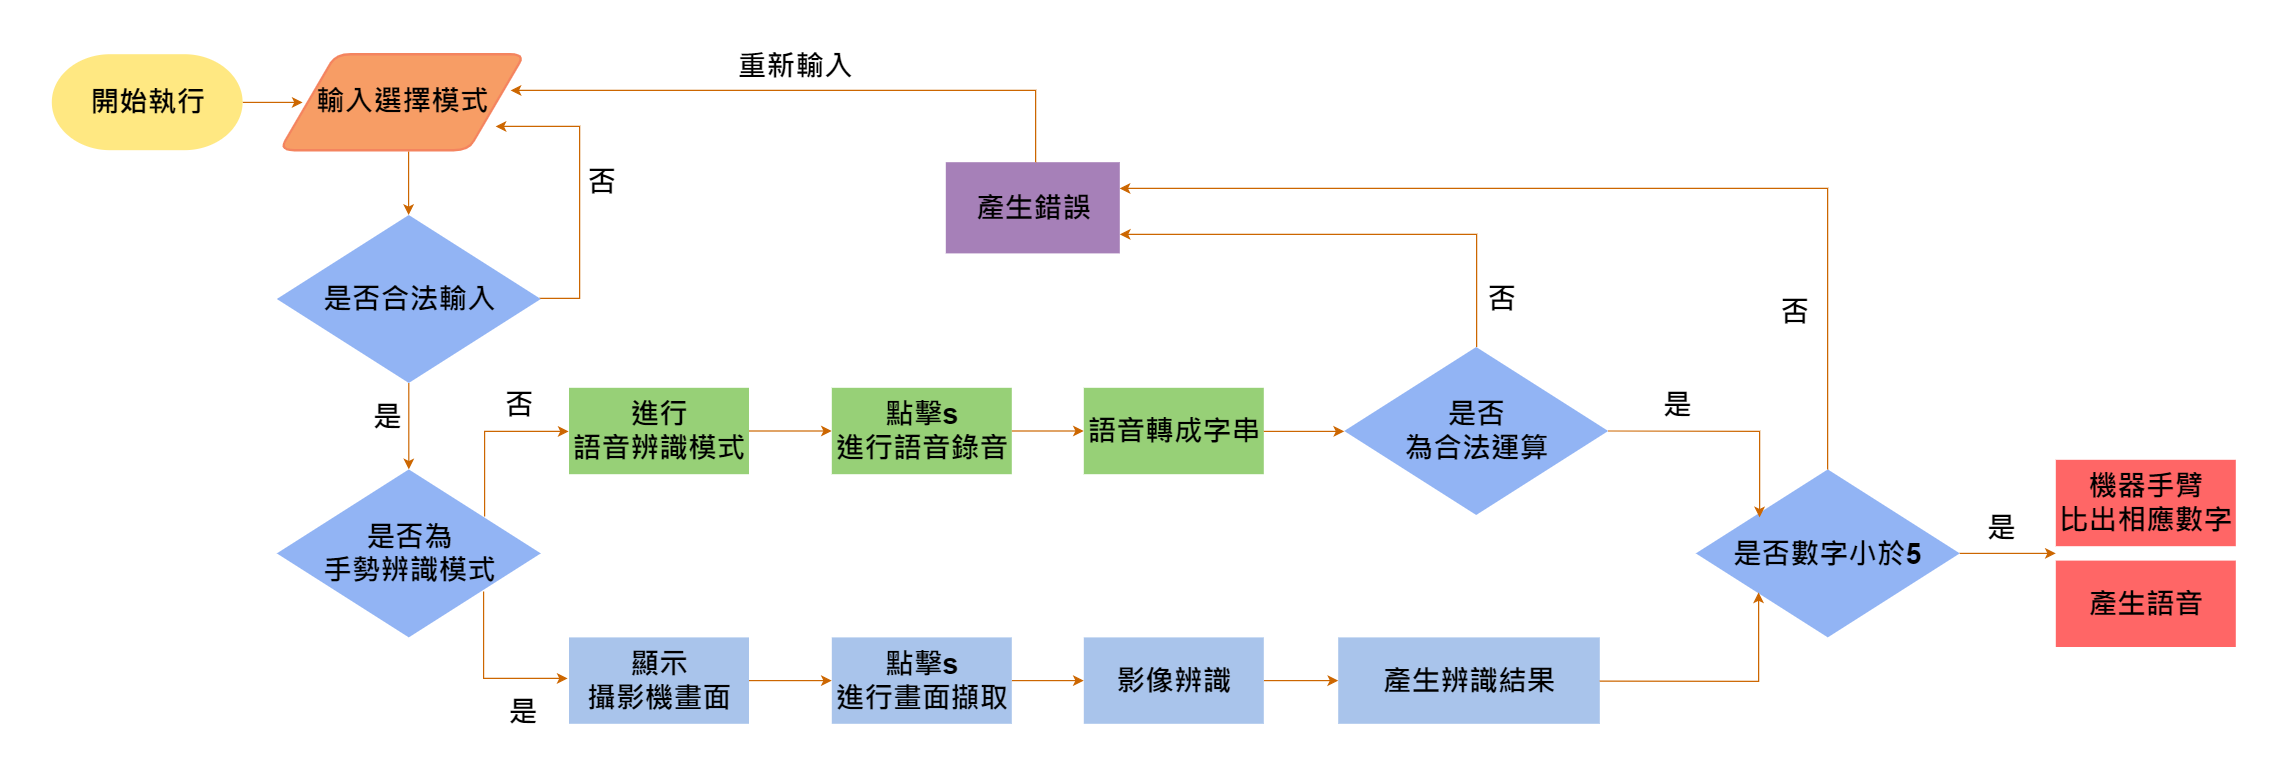 開始執行
輸入選擇模式
重新輸入
否
產生錯誤
是否合法輸入
否
否
是
否
進行
語音辨識模式
點擊s
進行語音錄音
語音轉成字串
是否
為合法運算
是
是否為
手勢辨識模式
是
顯示
攝影機畫面
點擊s
進行畫面擷取
影像辨識
產生辨識結果
是否數字小於5
是
機器手臂
比出相應數字
產生語音